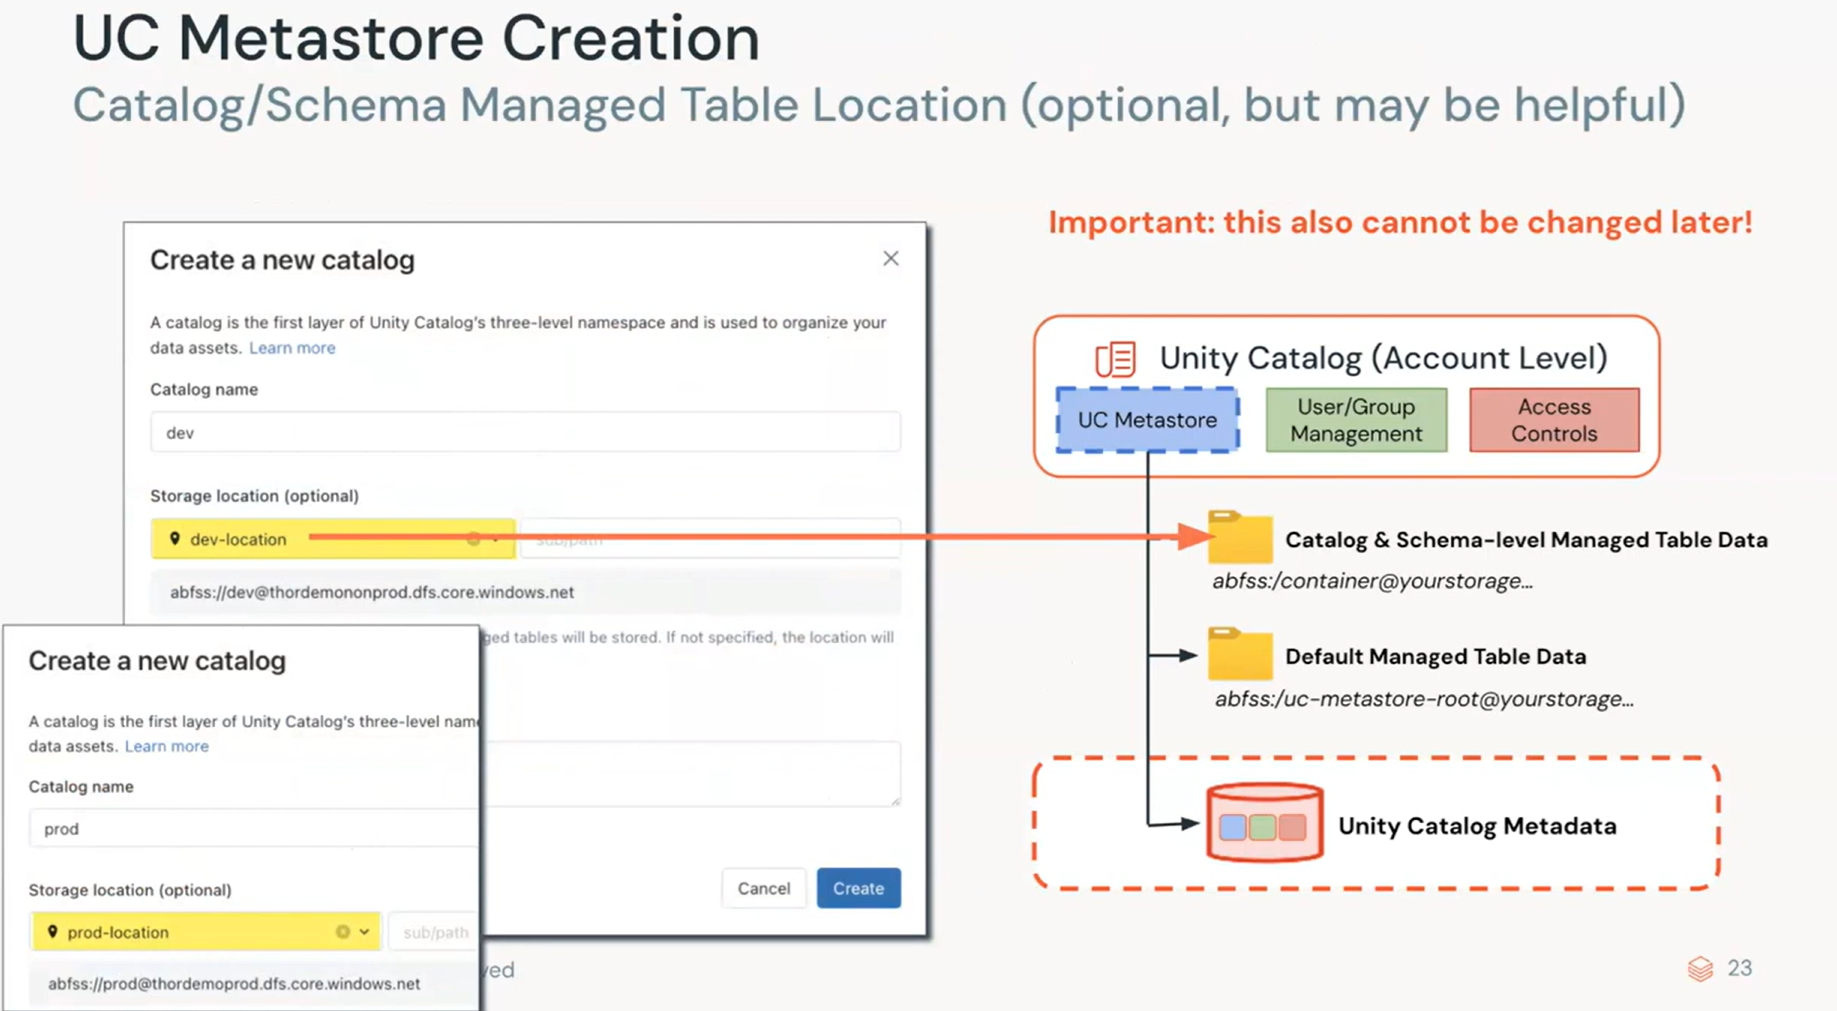 UC Metastore Creation
Catalog/Schema Managed Table Location (optional, but may be helpful)
Important: this also cannot be changed later!
Create a new catalog
A catalog is the first layer of Unity Catalog's three-level namespace and is used to organize your
data assets. Learn more
Catalog name
dev
Storage location (optional)
dev-location
sub/path
abfss://dev@thordemononprod.dfs.core.windows.net
tables will be stored. If not specified, the location will
Cancel
Create
Create a new catalog
A catalog is the first layer of Unity Catalog's three-level
data assets. Learn more
Catalog name
prod
Storage location (optional)
prod-location
sub/path
abfss://prod@thordemoprod.dfs.core.windows.net
Unity Catalog (Account Level)
UC Metastore
User/Group
Management
Access
Controls
Catalog & Schema-level Managed Table Data
abfss:/container@yourstorage...
Default Managed Table Data
abfss:/uc-metastore-root@yourstorage...
Unity Catalog Metadata
23